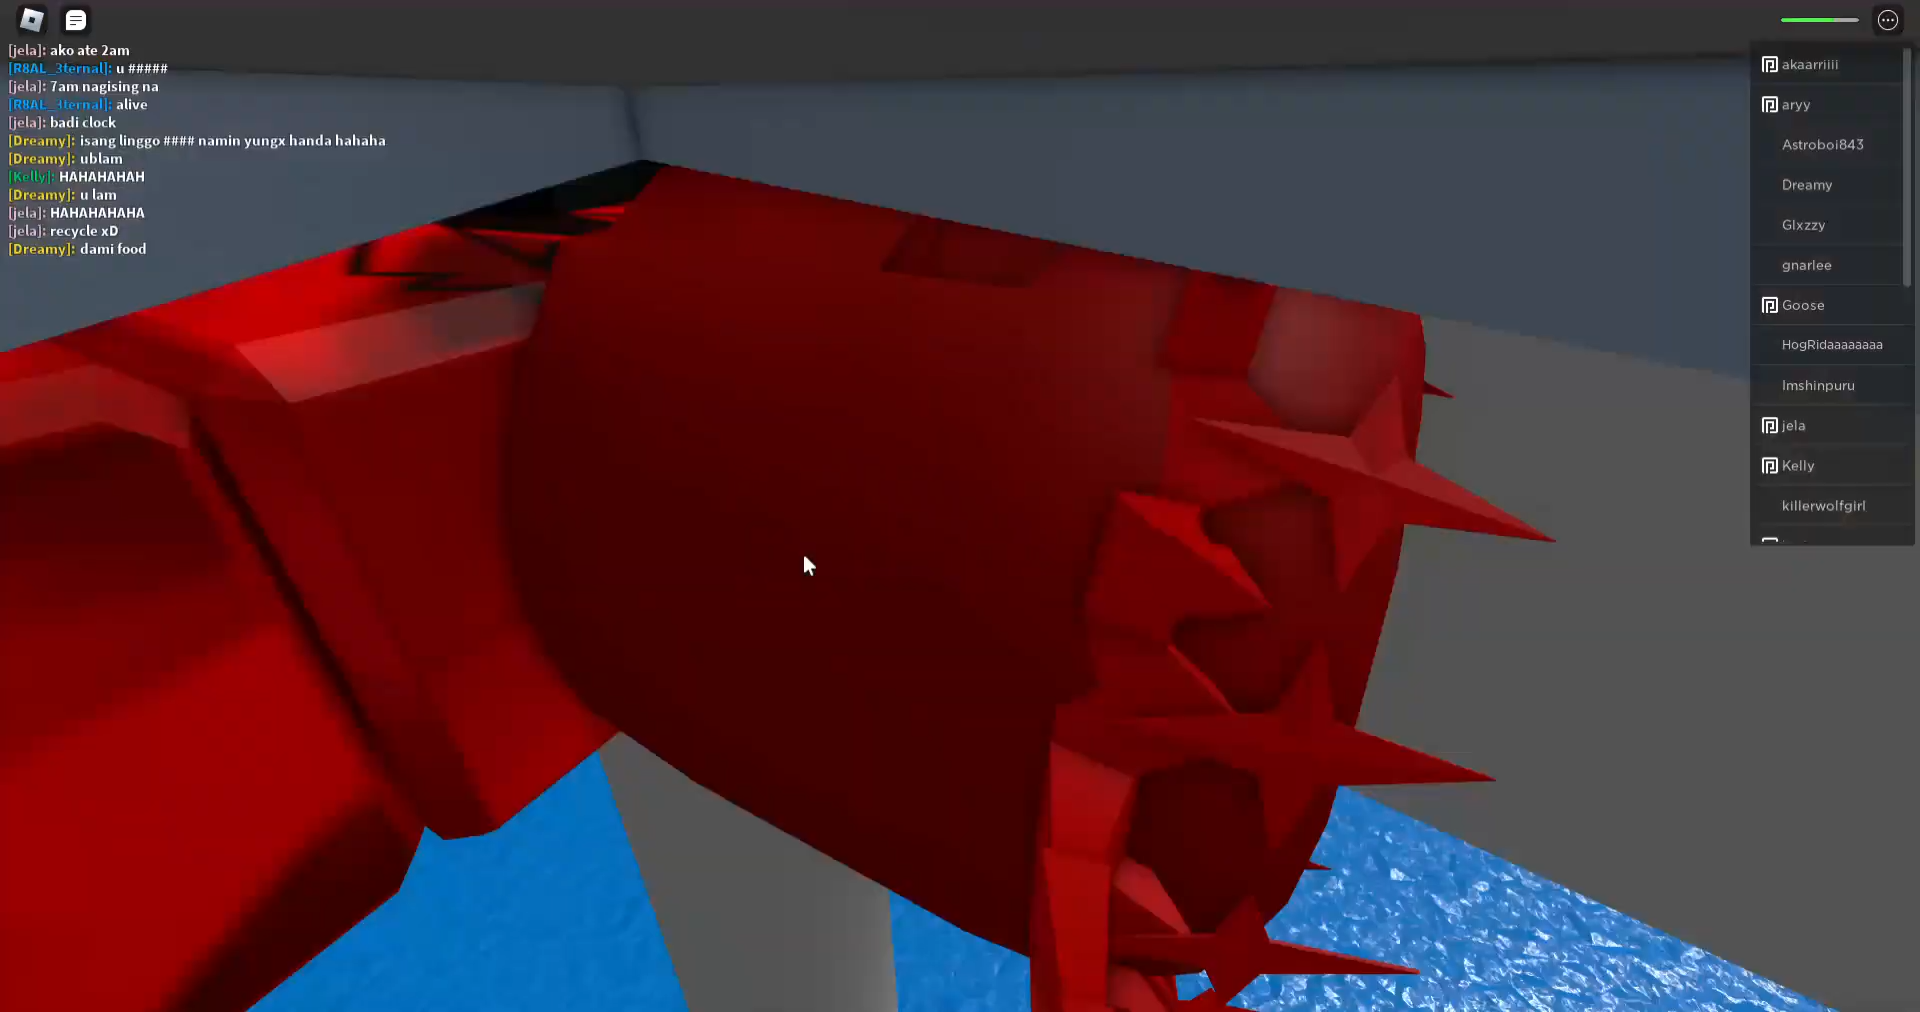 [jela]: ako ate 2am
[R8AL_3ternal]: u #####
[jela]: 7am nagising na
[R8AL_3ternal]: alive
[jela]: badi clock
[Dreamy]: isang linggo #### namin yungx handa hahaha
[Dreamy]: ublam
[Kelly]: HAHAHAHAH
[Dreamy]: u lam
[jela]: HAHAHAHAHA
[jela]: recycle xD
[Dreamy]: dami food
akaarriiii
aryy
Astroboi843
Dreamy
Glxzzy
gnarlee
Goose
HogRidaaaaaaaa
Imshinpuru
jela
Kelly
killerwolfgirl